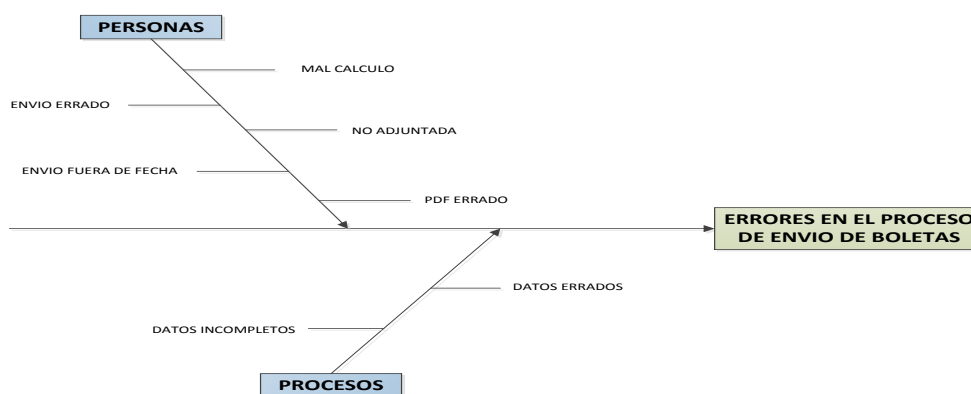 PERSONAS
MAL CALCULO
ENVIO ERRADO
NO ADJUNTADA
ENVIO FUERA DE FECHA
PDF ERRADO
ERRORES EN EL PROCESO
DE ENVIO DE BOLETAS
DATOS ERRADOS
DATOS INCOMPLETOS
PROCESOS